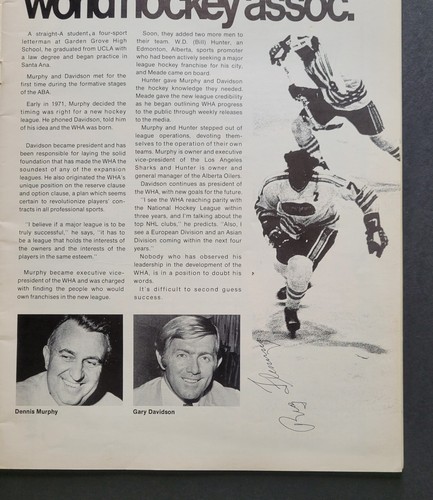 world hockey assoc.
A straight-A student, a four-sport
letterman at Garden Grove High
School, he graduated from UCLA with
a law degree and began practice in
Santa Ana.
Murphy and Davidson met for the
first time during the formative stages
of the ABA.
Early in 1971, Murphy decided the
timing was right for a new hockey
league. He phoned Davidson, told him
of his idea and the WHA was born.
Davidson became president and has
been responsible for laying the solid
foundation that has made the WHA the
soundest of any of the expansion
leagues. He also originated the WHA's
unique position on the reserve clause
and option clause, a plan which seems
certain to revolutionize players' con-
tracts in all professional sports.
"I believe if a major league is to be
truly successful," he says, "it has to
be a league that holds the interests of
the owners and the interests of the
players in the same esteem."
Murphy became executive vice-
president of the WHA and was charged
with finding the people who would
own franchises in the new league.
Soon, they added two more men to
their team. W.D. (Bill) Hunter, an
Edmonton, Alberta, sports promoter
who had been actively seeking a major
league hockey franchise for his city,
and Meade came on board.
Hunter gave Murphy and Davidson
the hockey knowledge they needed.
Meade gave the new league credibility
as he began outlining WHA progress
to the public through weekly releases
to the media.
Murphy and Hunter stepped out of
league operations, devoting them-
selves to the operation of their own
teams. Murphy is owner and executive
vice-president of the Los Angeles
Sharks and Hunter is owner and
general manager of the Alberta Oilers.
Davidson continues as president of
the WHA, with new goals for the future.
"I see the WHA reaching parity with
the National Hockey League within
three years, and I'm talking about the
top NHL clubs," he predicts. "Also, I
see a European Division and an Asian
Division coming within the next four
years."
Nobody who has observed his
leadership in the development of the
WHA, is in position to doubt his
words.
It's difficult to second guess
success.
7
Dennis Murphy
Gary Davidson